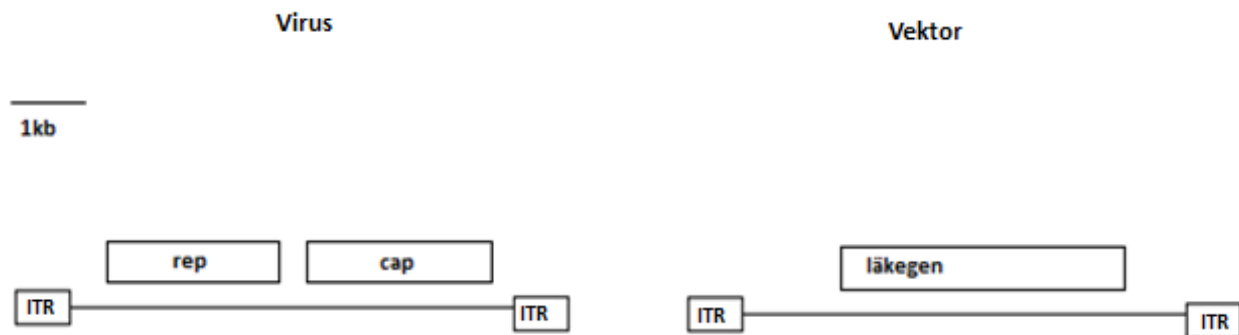 Virus
Vektor
1kb
rep
cap
läkegen
ITR
ITR
ITR
ITR